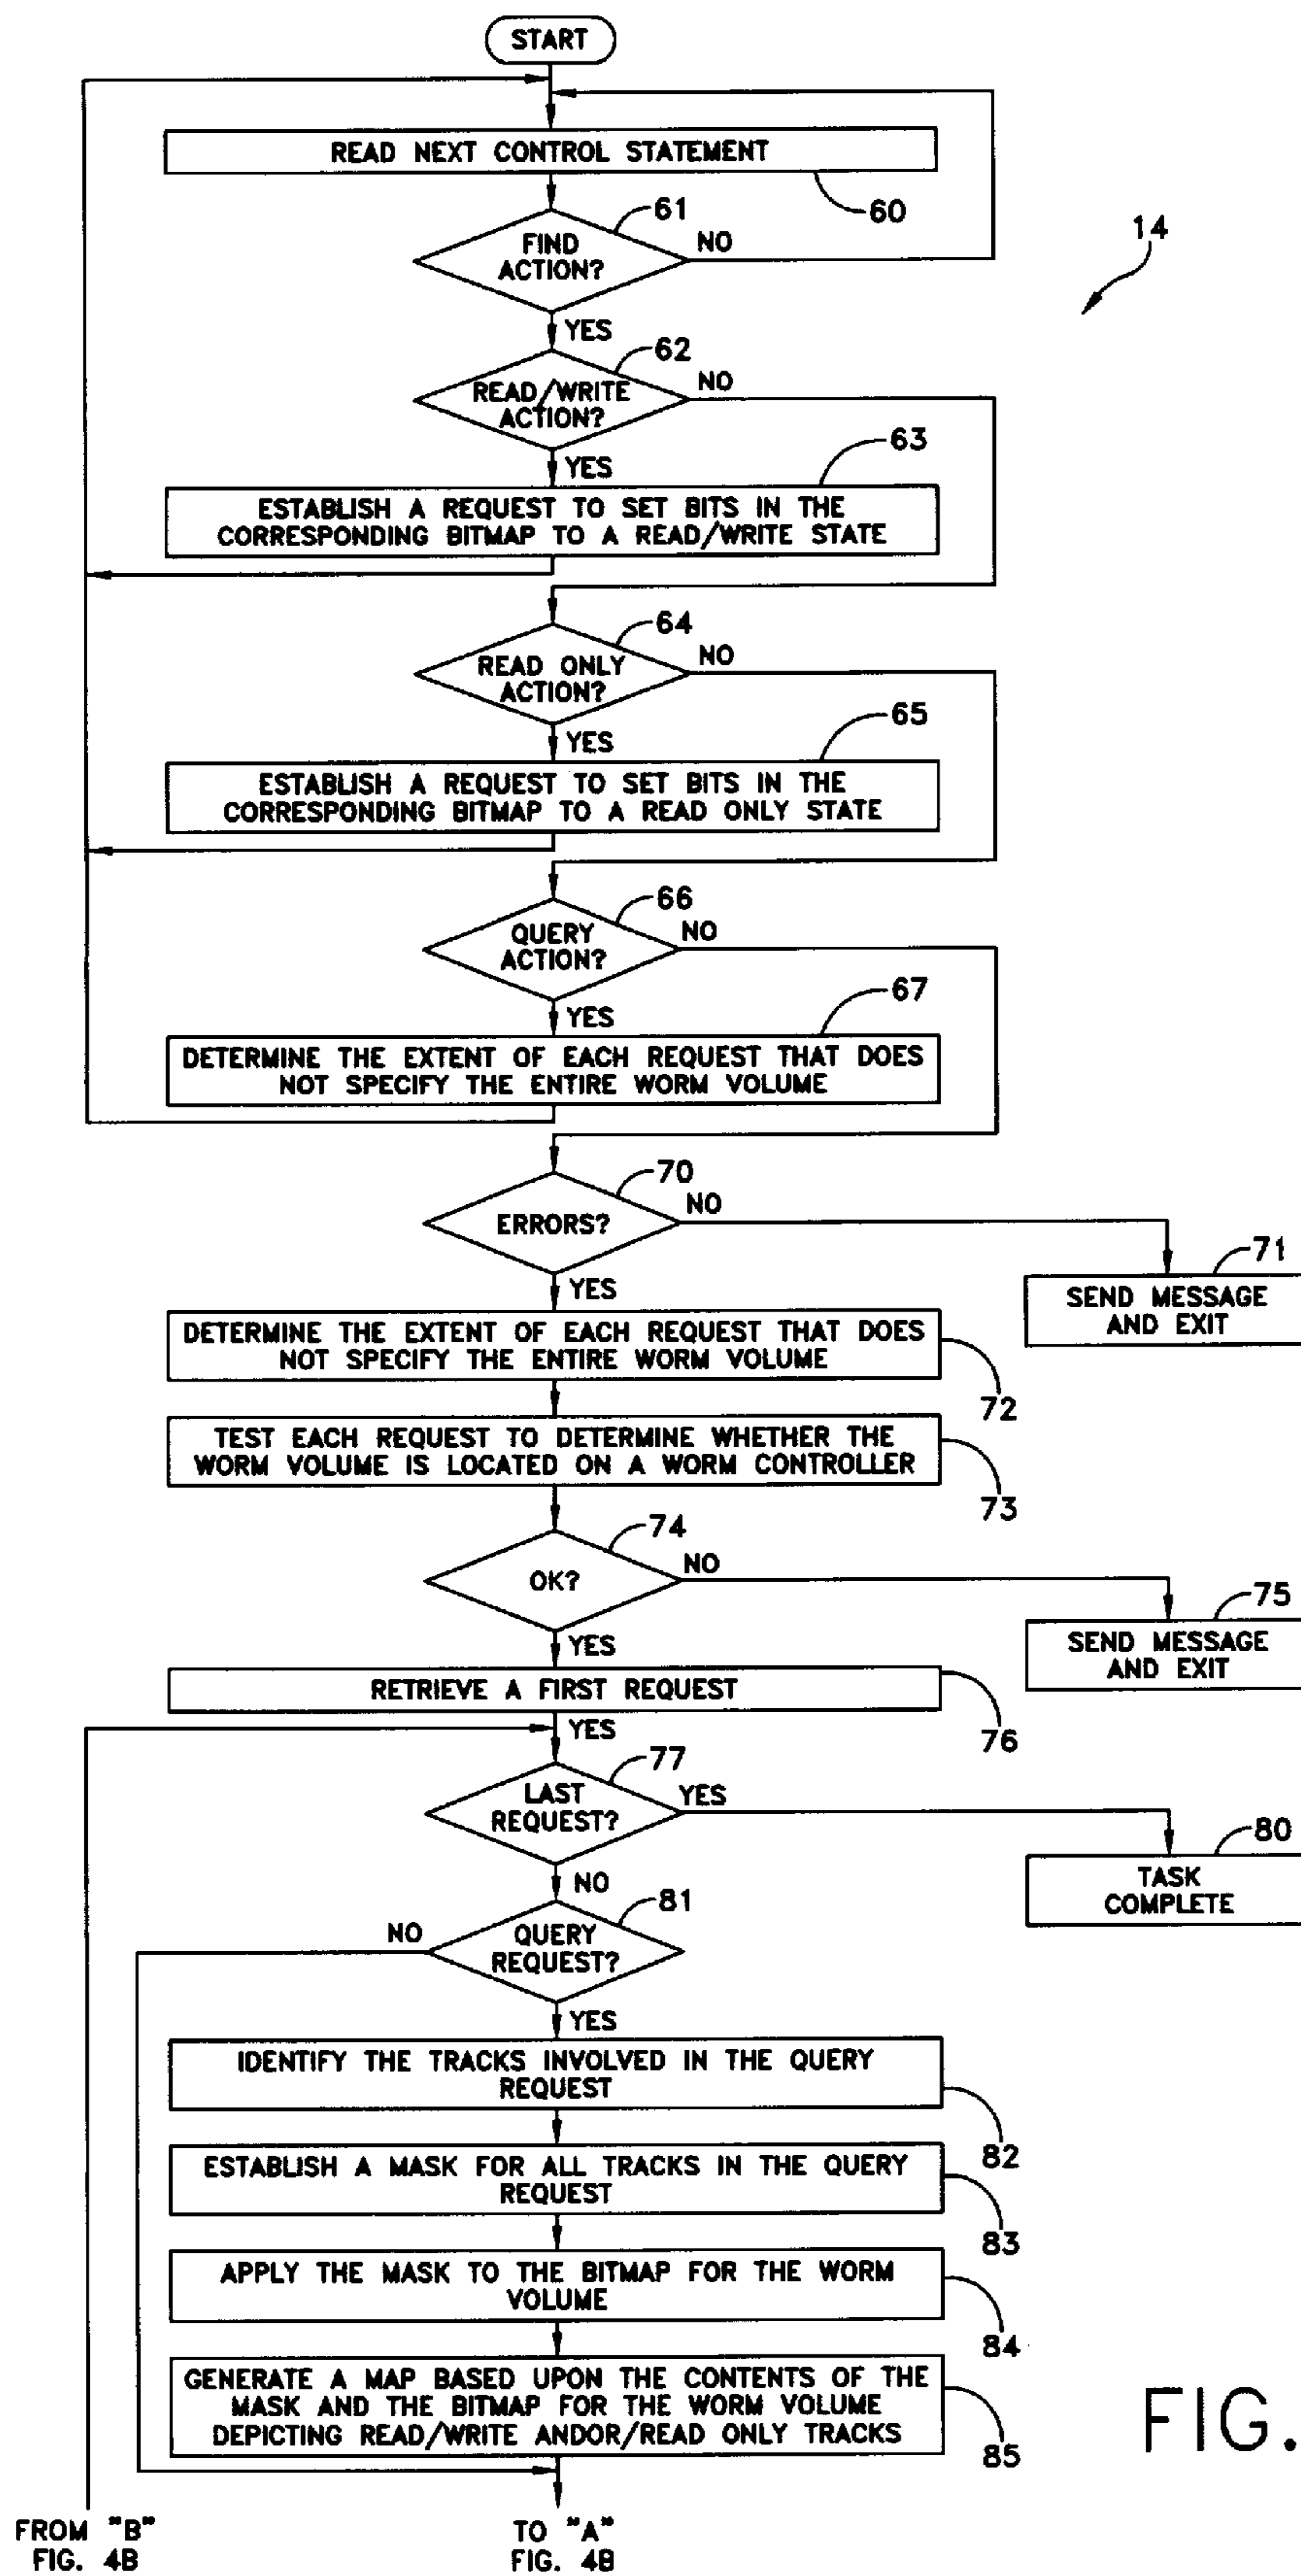 START
READ NEXT CONTROL STATEMENT
60
61
FIND
ACTION?
NO
14
YES
62
READ/WRITE
ACTION?
NO
63
YES
ESTABLISH A REQUEST TO SET BITS IN THE
CORRESPONDING BITMAP TO A READ/WRITE STATE
64
READ ONLY
ACTION?
NO
65
YES
ESTABLISH A REQUEST TO SET BITS IN THE
CORRESPONDING BITMAP TO A READ ONLY STATE
66
QUERY
ACTION?
NO
67
YES
DETERMINE THE EXTENT OF EACH REQUEST THAT DOES
NOT SPECIFY THE ENTIRE WORM VOLUME
70
ERRORS?
NO
71
SEND MESSAGE
AND EXIT
YES
DETERMINE THE EXTENT OF EACH REQUEST THAT DOES
NOT SPECIFY THE ENTIRE WORM VOLUME
72
TEST EACH REQUEST TO DETERMINE WHETHER THE
WORM VOLUME IS LOCATED ON A WORM CONTROLLER
73
74
OK?
NO
75
SEND MESSAGE
AND EXIT
YES
RETRIEVE A FIRST REQUEST
76
YES
77
LAST
REQUEST?
YES
80
TASK
COMPLETE
NO
81
QUERY
REQUEST?
NO
YES
IDENTIFY THE TRACKS INVOLVED IN THE QUERY
REQUEST
82
ESTABLISH A MASK FOR ALL TRACKS IN THE QUERY
REQUEST
83
APPLY THE MASK TO THE BITMAP FOR THE WORM
VOLUME
84
GENERATE A MAP BASED UPON THE CONTENTS OF THE
MASK AND THE BITMAP FOR THE WORM VOLUME
DEPICTING READ/WRITE ANDOR/READ ONLY TRACKS
85
FIG.
FROM "B"
FIG. 4B
TO "A"
FIG. 4B